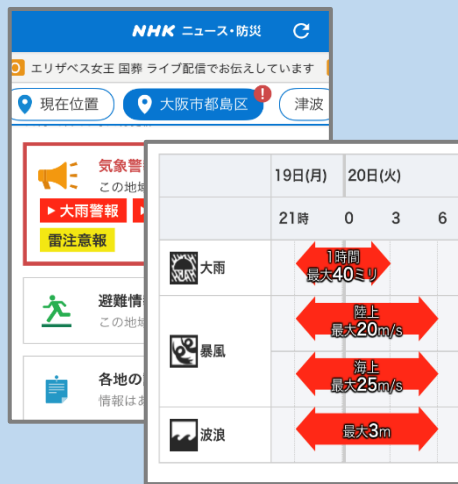 NHK ニュース・防災
エリザベス女王 国葬 ライブ配信でお伝えしています
現在位置
大阪市都島区
津波
気象警
この地
大雨警報
雷注意報
避難情
この地
各地の
情報は
19日(月) 20日(火)
21時 0 3 6
大雨
1時間
最大40ミリ
暴風
陸上
最大20m/s
海上
最大25m/s
波浪
最大3m